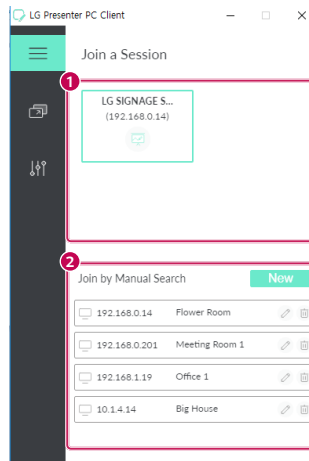 LG Presenter PC Client
Join a Session
1
LG SIGNAGE S...
(192.168.0.14)
2
Join by Manual Search
New
192.168.0.14 Flower Room
192.168.0.201 Meeting Room 1
192.168.1.19 Office 1
10.1.4.14 Big House